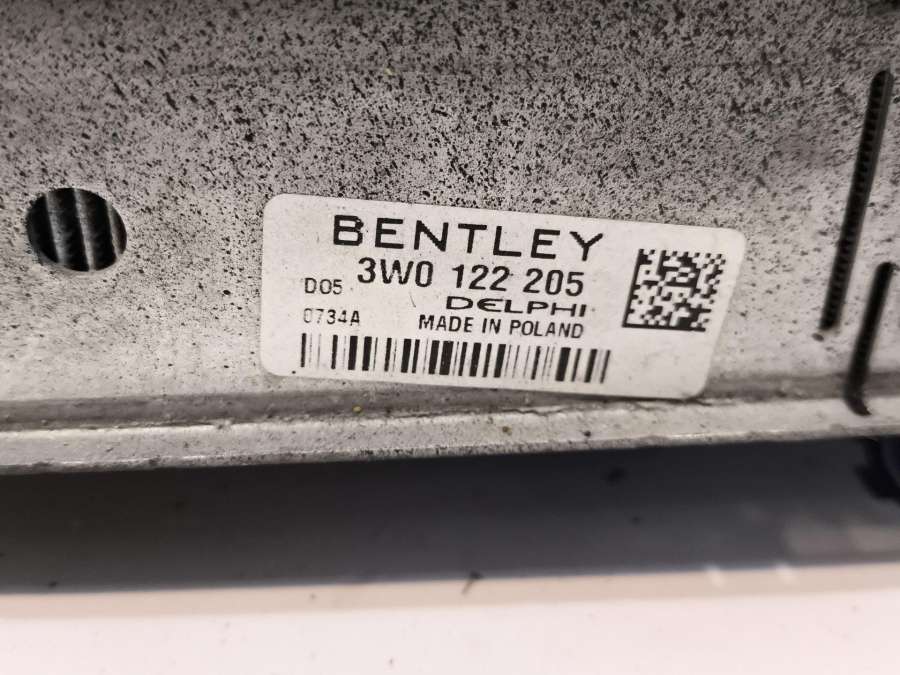 BENTLEY
D05 3W0 122 205
DELPHI
0734A MADE IN POLAND